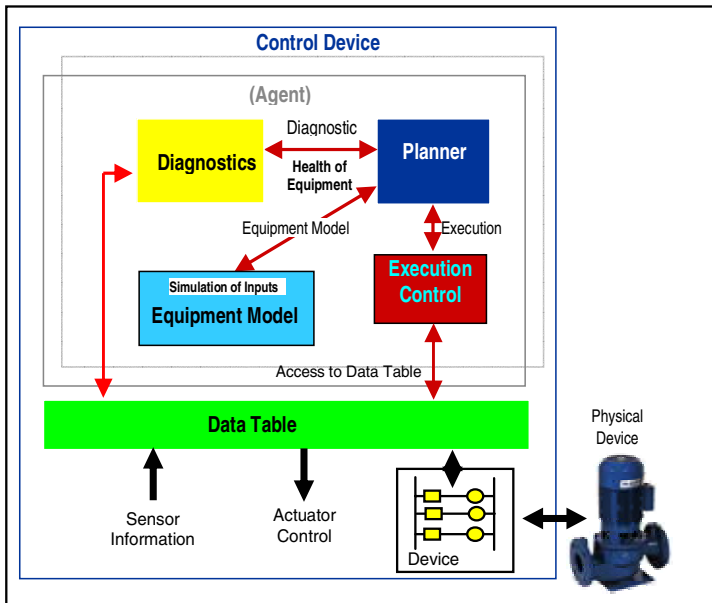 Control Device
(Agent)
Diagnostic
Diagnostics
Planner
Health of
Equipment
Equipment Model
Execution
Simulation of Inputs
Equipment Model
Execution
Control
Access to Data Table
Data Table
Physical
Device
Sensor
Information
Actuator
Control
Device